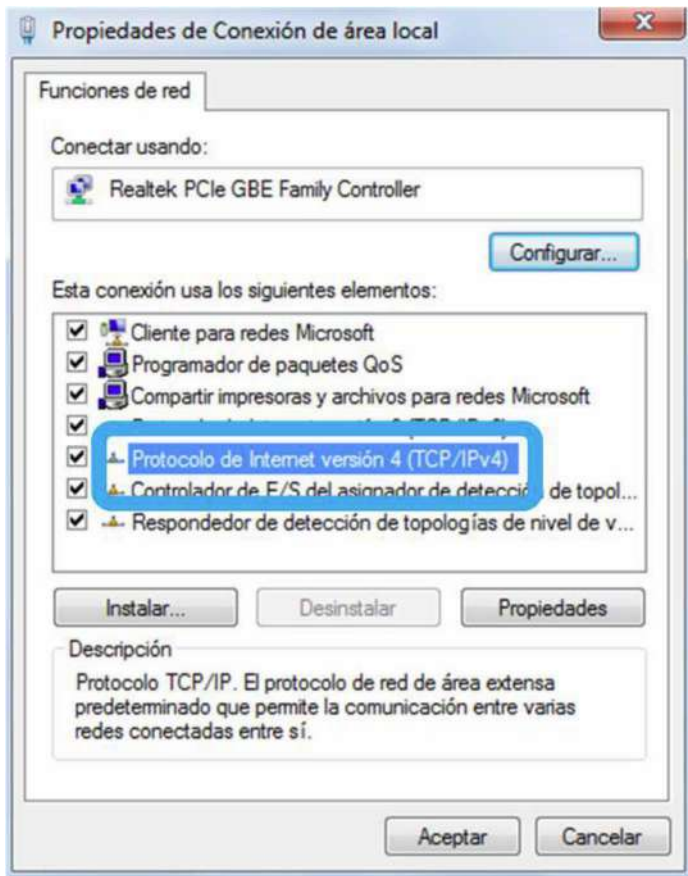 Propiedades de Conexión de área local
Funciones de red
Conectar usando:
Realtek PCIe GBE Family Controller
Configurar...
Esta conexión usa los siguientes elementos:
Cliente para redes Microsoft
Programador de paquetes QoS
Compartir impresoras y archivos para redes Microsoft
Protocolo de Internet versión 4 (TCP/IPv4)
Controlador de E/S del asignador de detección de topol...
Respondedor de detección de topologías de nivel de v...
Instalar...
Desinstalar
Propiedades
Descripción
Protocolo TCP/IP. El protocolo de red de área extensa
predeterminado que permite la comunicación entre varias
redes conectadas entre sí.
Aceptar
Cancelar